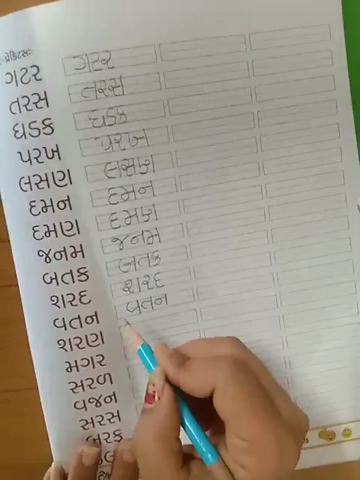 પ્રેક્ટિસ:
ગટર ગટર
તરસ તરસ
ધડક ધડક
પરખ પરખ
લસણ લસણ
દમન દમન
દમણ દમણ
જનમ જનમ
બતક બતક
શરદ શરદ
વતન વતન
શરણ
મગર
સરળ
વજન
સરસ
બરફ